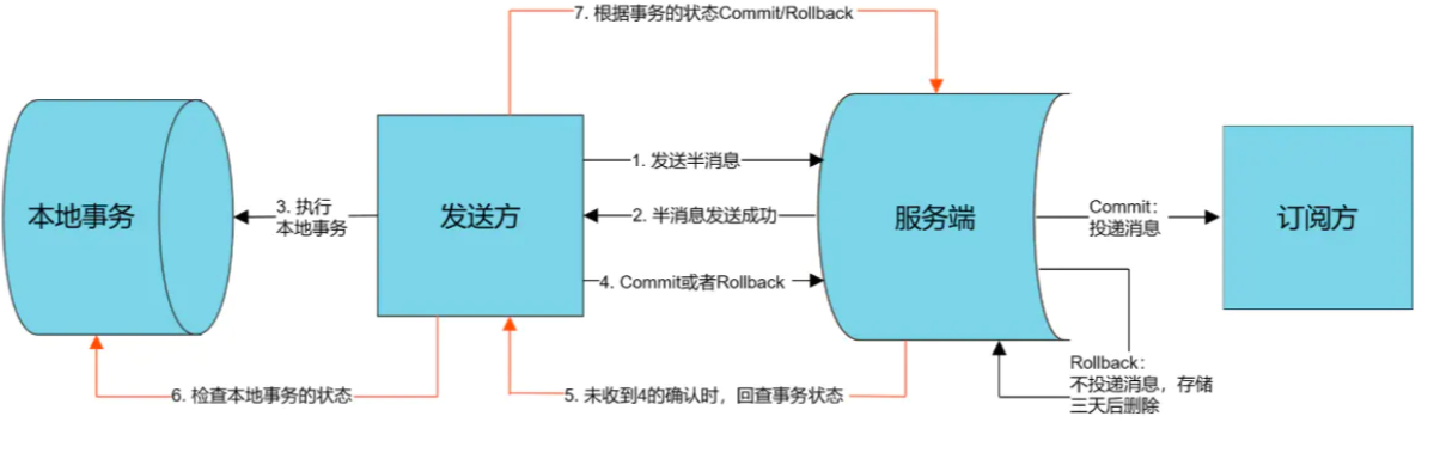 7. 根据事务的状态Commit/Rollback
本地事务
3. 执行
本地事务
发送方
1. 发送半消息
2. 半消息发送成功
4. Commit或者Rollback
服务端
Commit：
投递消息
订阅方
Rollback：
不投递消息，存储
三天后删除
6. 检查本地事务的状态
5. 未收到4的确认时，回查事务状态